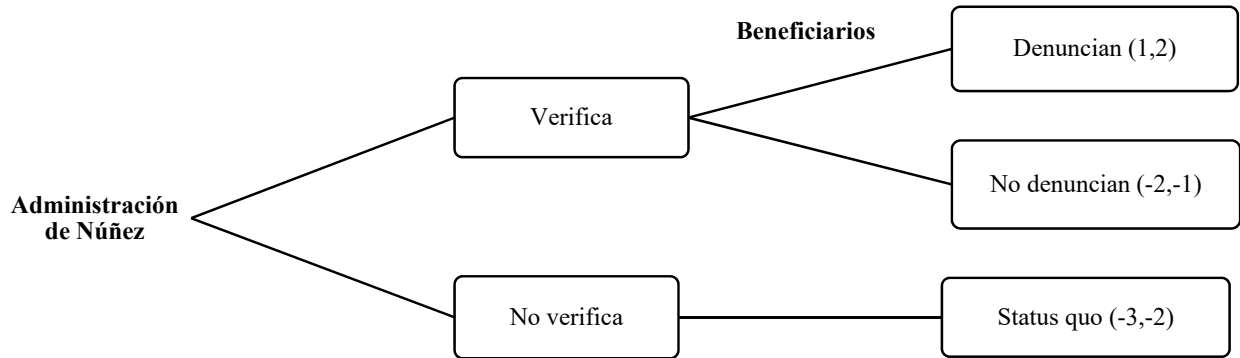 Beneficiarios
Denuncian (1,2)
Verifica
No denuncian (-2,-1)
Administración
de Núñez
No verifica
Status quo (-3,-2)